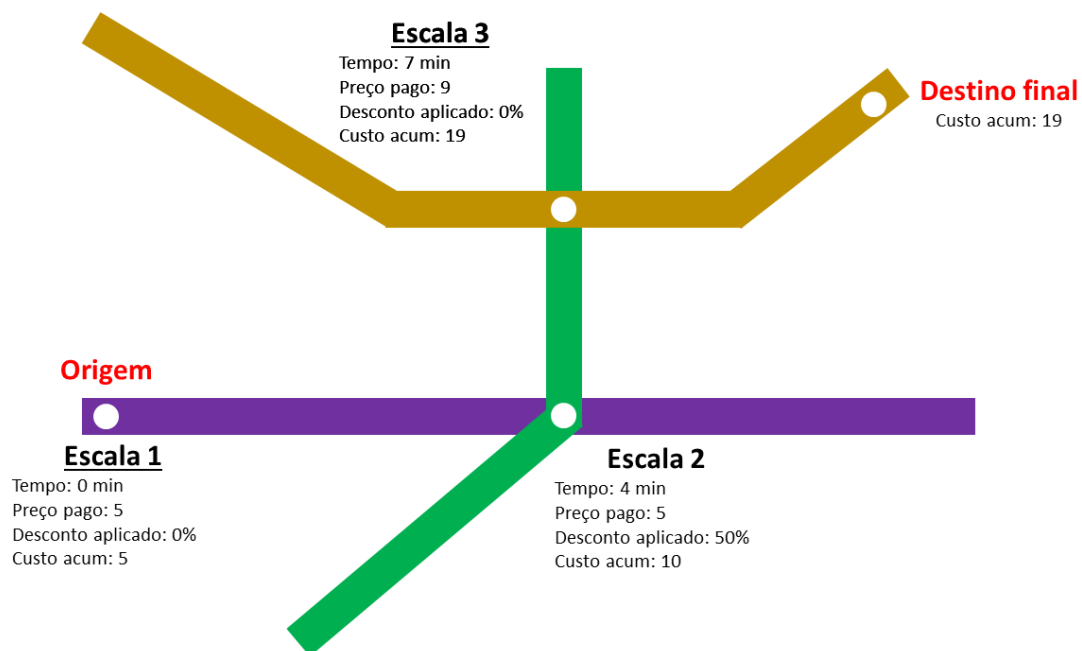 Escala 3
Tempo: 7 min
Preço pago: 9
Desconto aplicado: 0%
Custo acum: 19
Destino final
Custo acum: 19
Origem
Escala 1
Tempo: 0 min
Preço pago: 5
Desconto aplicado: 0%
Custo acum: 5
Escala 2
Tempo: 4 min
Preço pago: 5
Desconto aplicado: 50%
Custo acum: 10